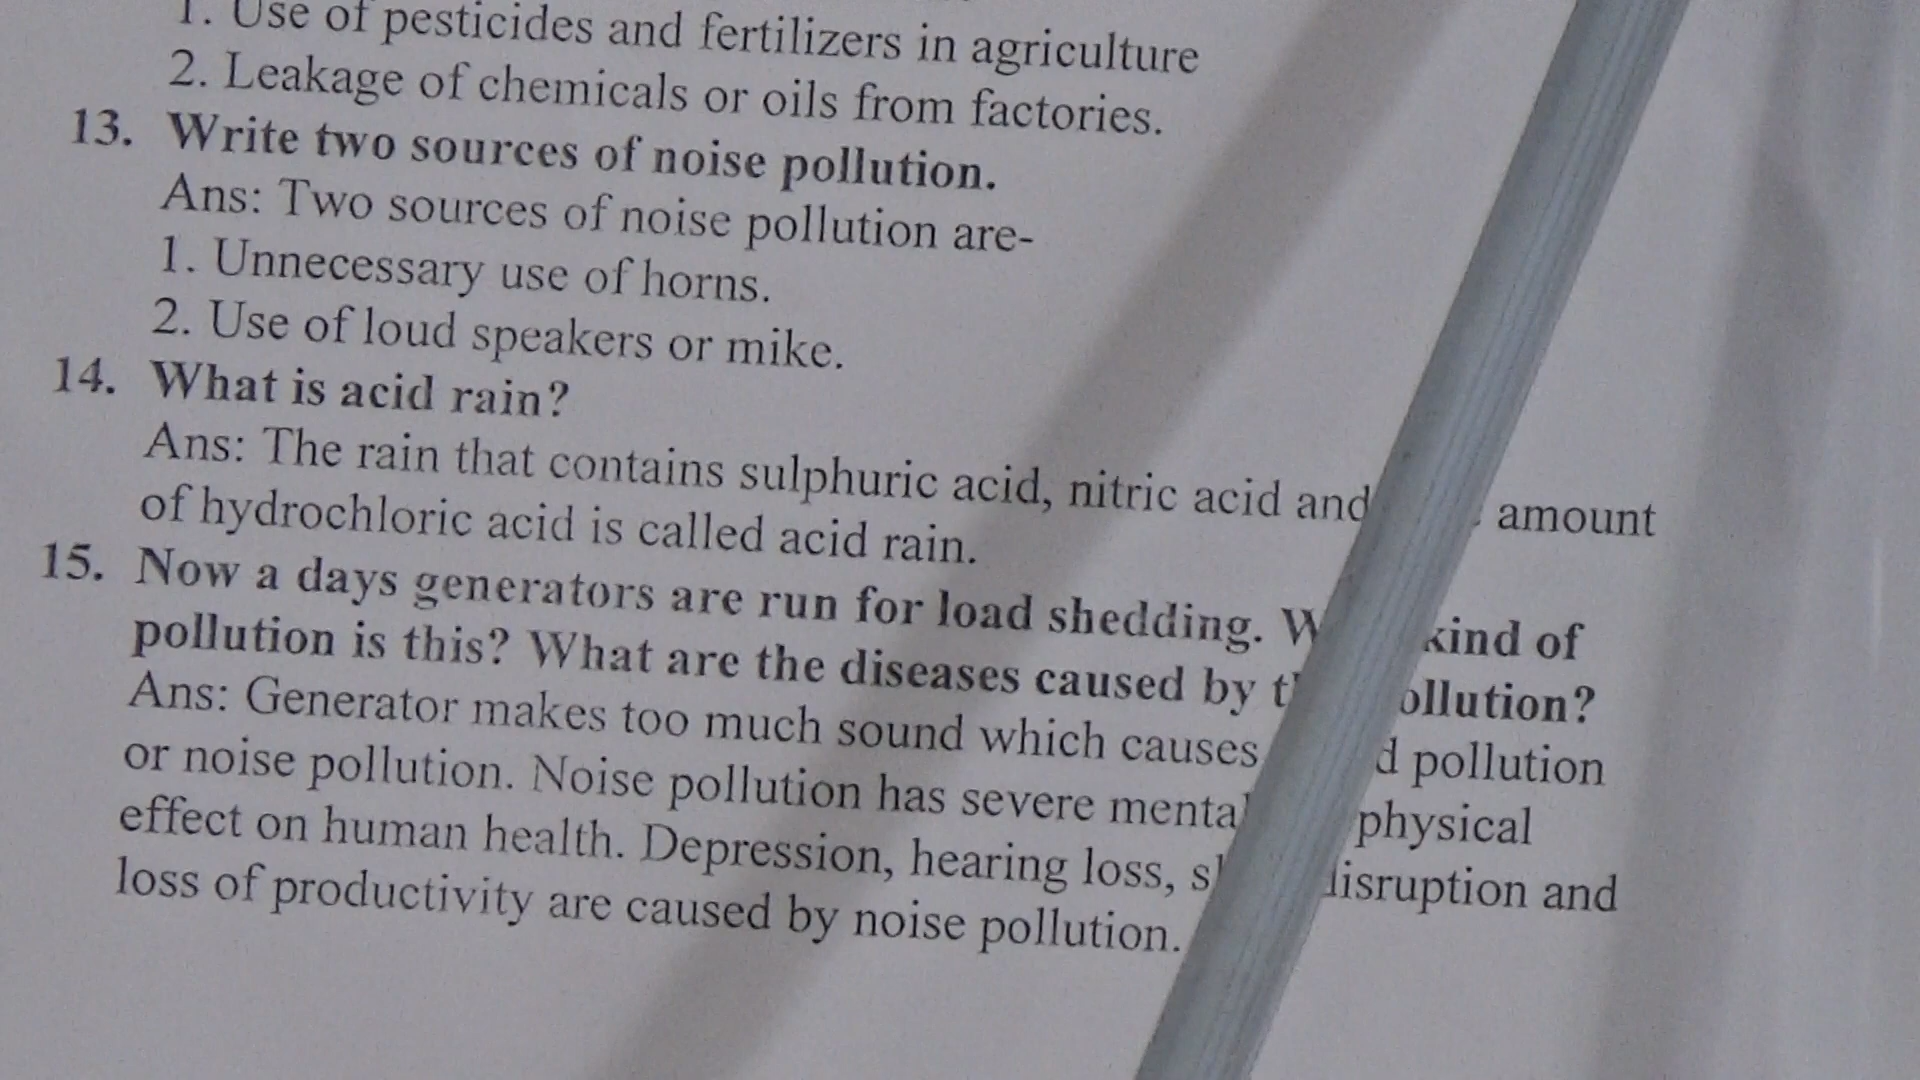 1. Use of pesticides and fertilizers in agriculture
2. Leakage of chemicals or oils from factories.
13. Write two sources of noise pollution.
Ans: Two sources of noise pollution are-
1. Unnecessary use of horns.
2. Use of loud speakers or mike.
14. What is acid rain?
Ans: The rain that contains sulphuric acid, nitric acid and amount
of hydrochloric acid is called acid rain.
15. Now a days generators are run for load shedding. kind of
pollution is this? What are the diseases caused by pollution?
Ans: Generator makes too much sound which causes pollution
or noise pollution. Noise pollution has severe mental physical
effect on human health. Depression, hearing loss, disruption and
loss of productivity are caused by noise pollution.